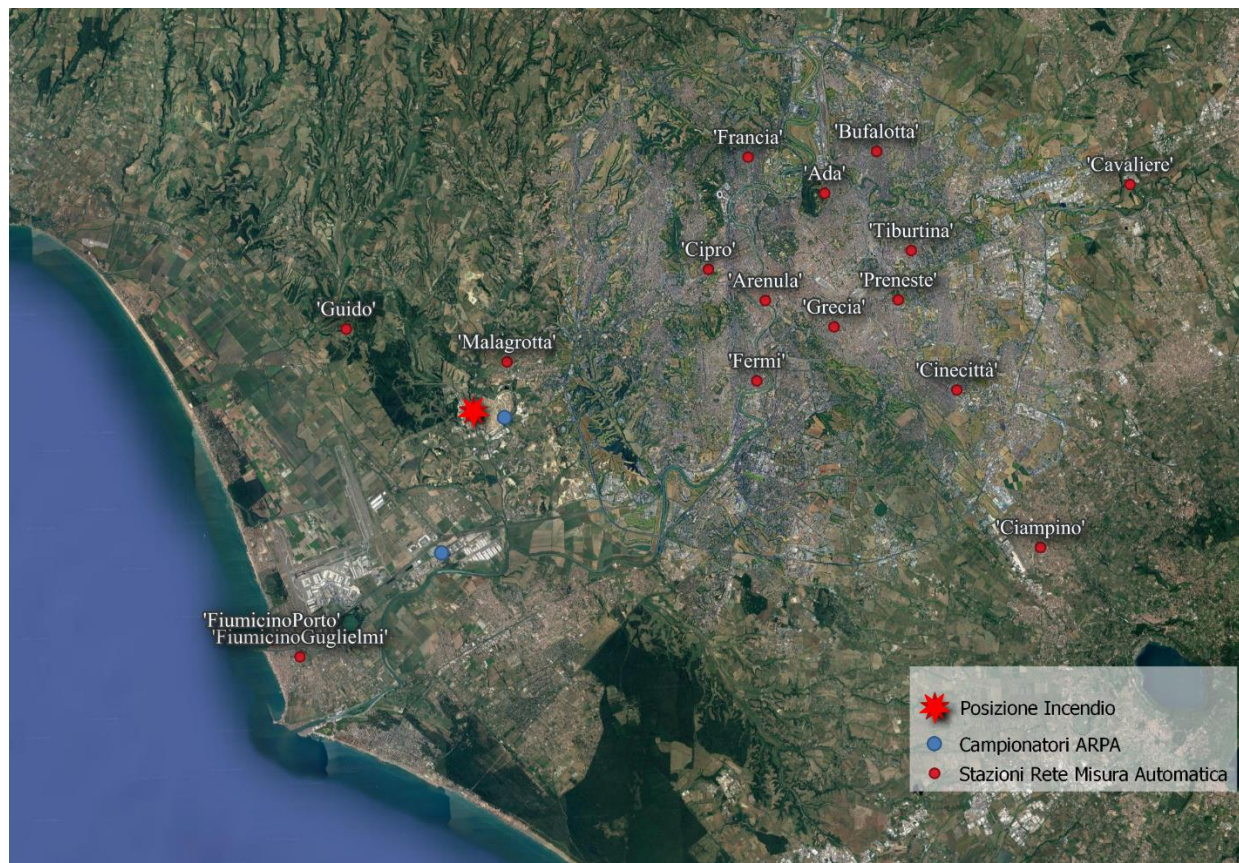 'Francia'
'Bufalotta'
'Ada'
'Cavaliere'
'Tiburtina'
'Cipro'
'Arenula'
'Preneste'
'Guido'
'Grecia'
'Malagrotta'
'Fermi'
'Cinecittà'
'Ciampino'
'FiumicinoPorto'
'FiumicinoGuglielmi'
Posizione Incendio
Campionatori ARPA
Stazioni Rete Misura Automatica